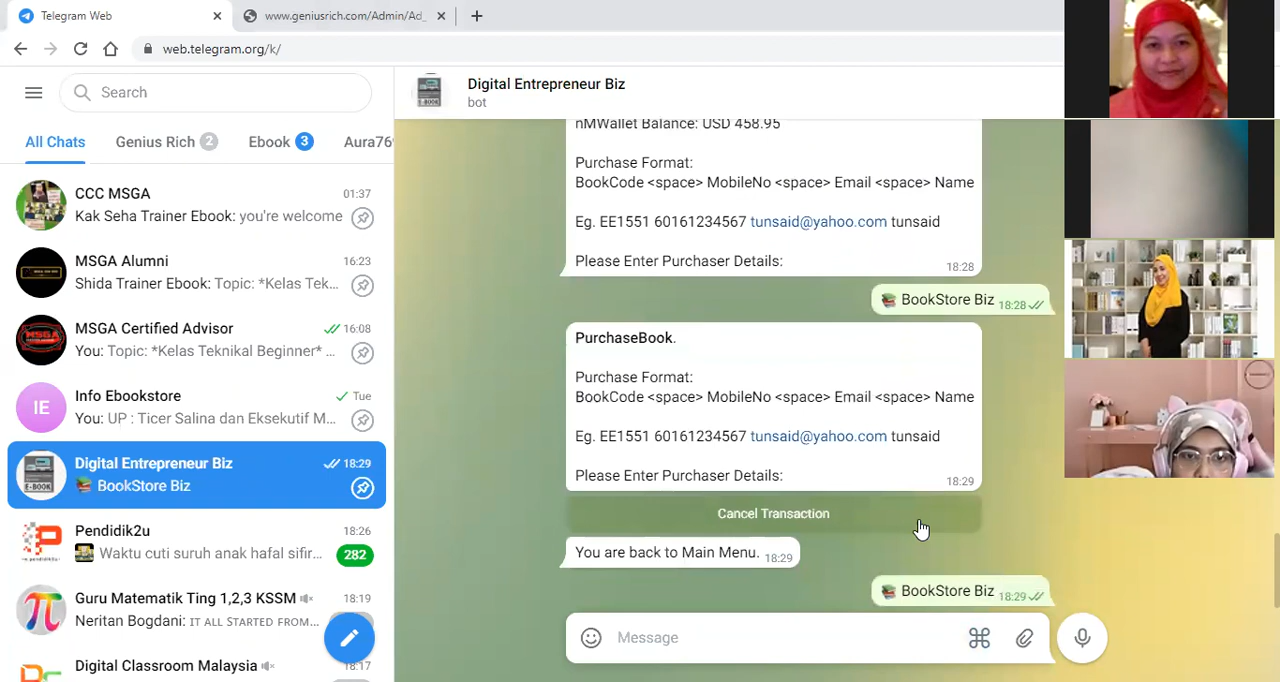 Telegram Web
www.geniusrich.com/Admin/Ad_
web.telegram.org/k/
Search
All Chats
Genius Rich 2
Ebook 3
Aura769
CCC MSGA 01:37
Kak Seha Trainer Ebook: you're welcome
MSGA Alumni 16:23
Shida Trainer Ebook: Topic: *Kelas Tek...
MSGA Certified Advisor 16:08
You: Topic: *Kelas Teknikal Beginner* ...
Info Ebookstore Tue
You: UP : Ticer Salina dan Eksekutif M...
Digital Entrepreneur Biz 18:29
BookStore Biz
E-BOOK
Pendidik2u 18:26
Waktu cuti suruh anak hafal sifir... 282
Guru Matematik Ting 1,2,3 KSSM 18:19
Neritan Bogdani: IT ALL STARTED FROM...
Digital Classroom Malaysia 18:17
Digital Entrepreneur Biz
bot
nMWallet Balance: USD 458.95
Purchase Format:
BookCode <space> MobileNo <space> Email <space> Name
Eg. EE1551 60161234567 tunsaid@yahoo.com tunsaid
Please Enter Purchaser Details: 18:28
BookStore Biz 18:28
PurchaseBook.
Purchase Format:
BookCode <space> MobileNo <space> Email <space> Name
Eg. EE1551 60161234567 tunsaid@yahoo.com tunsaid
Please Enter Purchaser Details: 18:29
Cancel Transaction
You are back to Main Menu. 18:29
BookStore Biz 18:29
Message